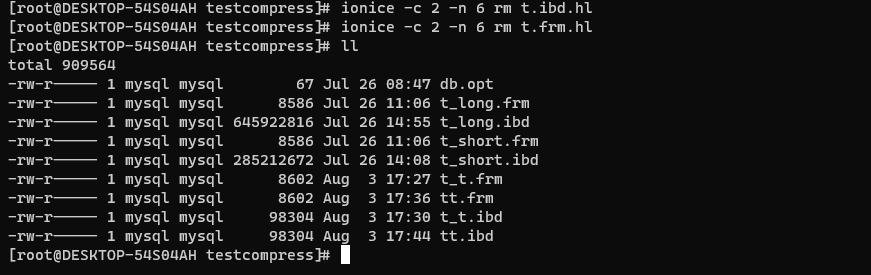 [root@DESKTOP-54S04AH testcompress]# ionice -c 2 -n 6 rm t.ibd.hl
[root@DESKTOP-54S04AH testcompress]# ionice -c 2 -n 6 rm t.frm.hl
[root@DESKTOP-54S04AH testcompress]# ll
total 909564
-rw-r----- 1 mysql mysql        67 Jul 26 08:47 db.opt
-rw-r----- 1 mysql mysql      8586 Jul 26 11:06 t_long.frm
-rw-r----- 1 mysql mysql 645922816 Jul 26 14:55 t_long.ibd
-rw-r----- 1 mysql mysql      8586 Jul 26 11:06 t_short.frm
-rw-r----- 1 mysql mysql 285212672 Jul 26 14:08 t_short.ibd
-rw-r----- 1 mysql mysql      8602 Aug  3 17:27 t_t.frm
-rw-r----- 1 mysql mysql      8602 Aug  3 17:36 tt.frm
-rw-r----- 1 mysql mysql     98304 Aug  3 17:30 t_t.ibd
-rw-r----- 1 mysql mysql     98304 Aug  3 17:44 tt.ibd
[root@DESKTOP-54S04AH testcompress]#